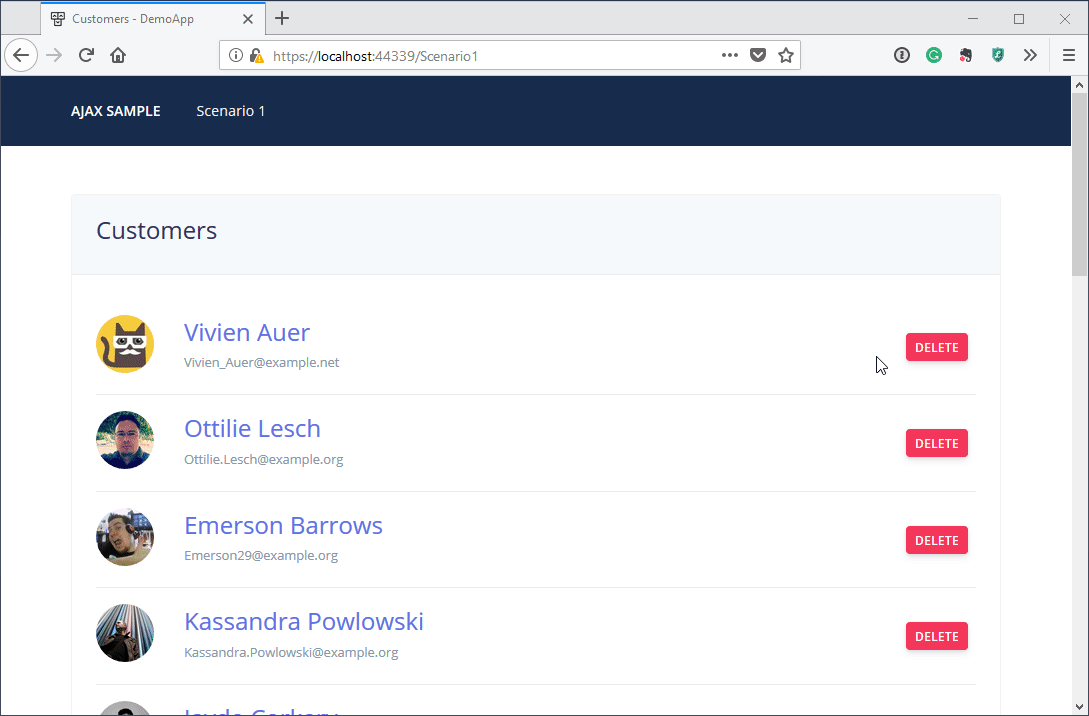 Customers - DemoApp
https://localhost:44339/Scenario1
AJAX SAMPLE Scenario 1
Customers
Vivien Auer
Vivien_Auer@example.net
DELETE
Ottilie Lesch
Ottilie.Lesch@example.org
DELETE
Emerson Barrows
Emerson29@example.org
DELETE
Kassandra Powlowski
Kassandra.Powlowski@example.org
DELETE